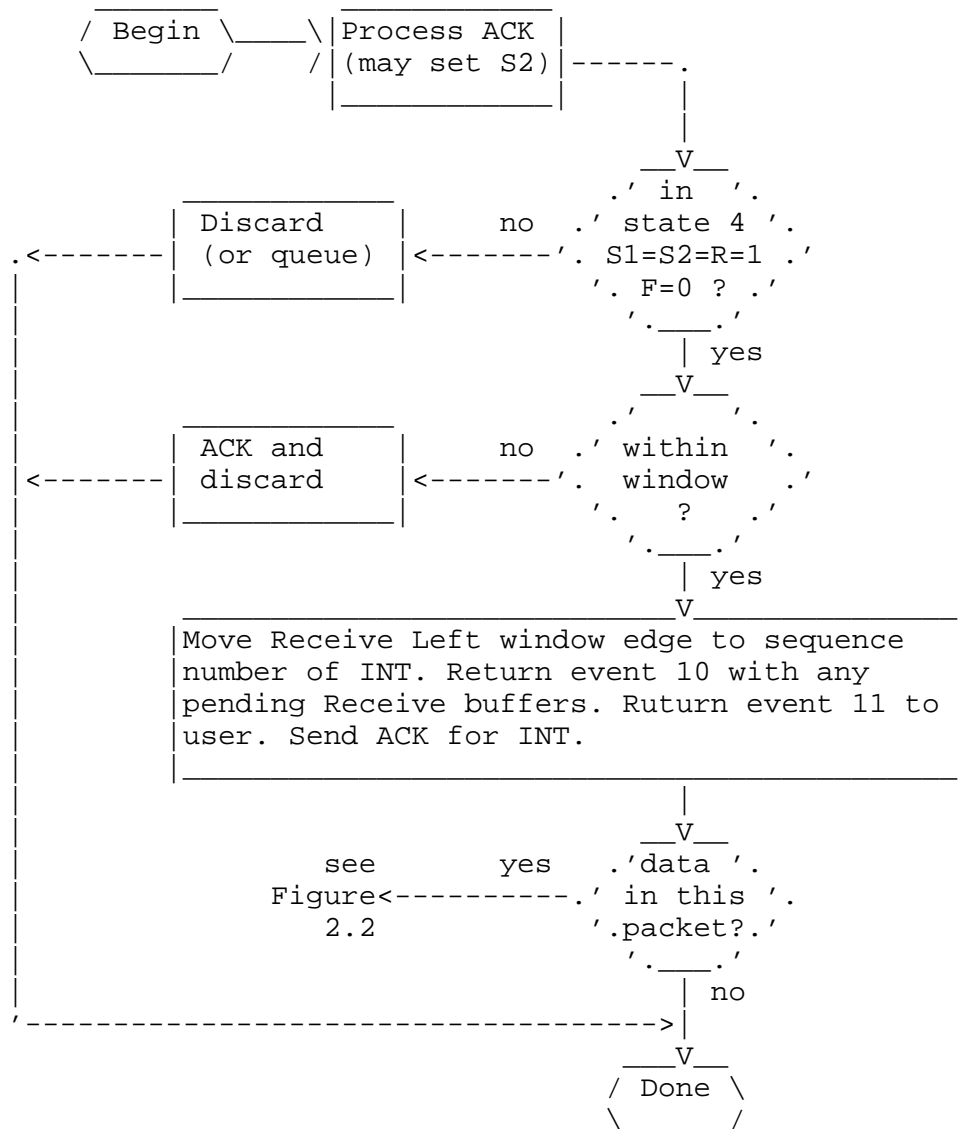 Begin
Process ACK
(may set S2)
in
state 4
S1=S2=R=1
F=0 ?
no
Discard
(or queue)
yes
within
window
?
no
ACK and
discard
yes
Move Receive Left window edge to sequence
number of INT. Return event 10 with any
pending Receive buffers. Ruturn event 11 to
user. Send ACK for INT.
data
in this
packet?
yes
see
Figure
2.2
no
Done